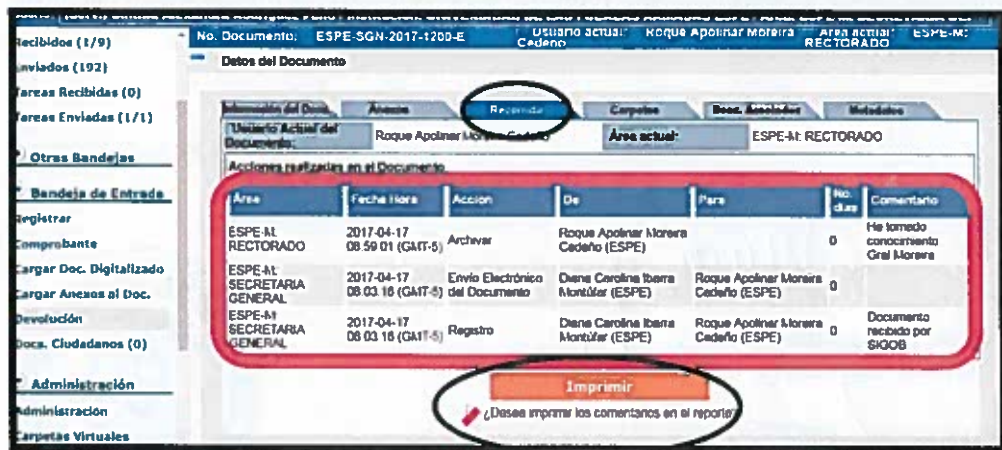 No. Documento: ESPE-SGN-2017-1200-E Usuario actual: Roque Apolinar Moreira Cedeño Área actual: ESPE-M: RECTORADO
Recibidos (1/9)
Enviados (192)
Tareas Recibidas (0)
Tareas Enviadas (1/1)
Otras Bandejas
Bandeja de Entrada
Registrar
Comprobante
Cargar Doc. Digitalizado
Cargar Anexos al Doc.
Devolución
Docs. Ciudadanos (0)
Administración
Administración
Carpetas Virtuales
Datos del Documento
Información del Docu. Anexos Recorrido Carpetas Docs. Asociados Metadatos
Usuario Actual del Documento: Roque Apolinar Moreira Cedeño Área actual: ESPE-M: RECTORADO
Acciones realizadas en el Documento
Área Fecha Hora Acción De Para No. días Comentario
ESPE-M: RECTORADO 2017-04-17 08:59:01 (GMT-5) Archivar Roque Apolinar Moreira Cedeño (ESPE) 0 He tomado conocimiento Gral Moreira
ESPE-M: SECRETARIA GENERAL 2017-04-17 08:03:16 (GMT-5) Envío Electrónico del Documento Diana Carolina Ibarra Montúfar (ESPE) Roque Apolinar Moreira Cedeño (ESPE) 0
ESPE-M: SECRETARIA GENERAL 2017-04-17 08:03:16 (GMT-5) Registro Diana Carolina Ibarra Montúfar (ESPE) Roque Apolinar Moreira Cedeño (ESPE) 0 Documento recibido por SIGOB
Imprimir
¿Desea imprimir los comentarios en el reporte?